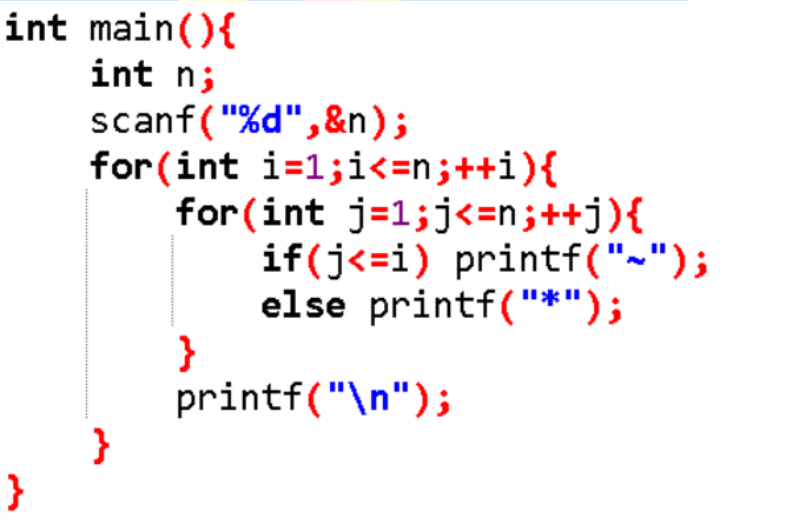 int main(){
    int n;
    scanf("%d",&n);
    for(int i=1;i<=n;++i){
        for(int j=1;j<=n;++j){
            if(j<=i) printf("~");
            else printf("*");
        }
        printf("\n");
    }
}